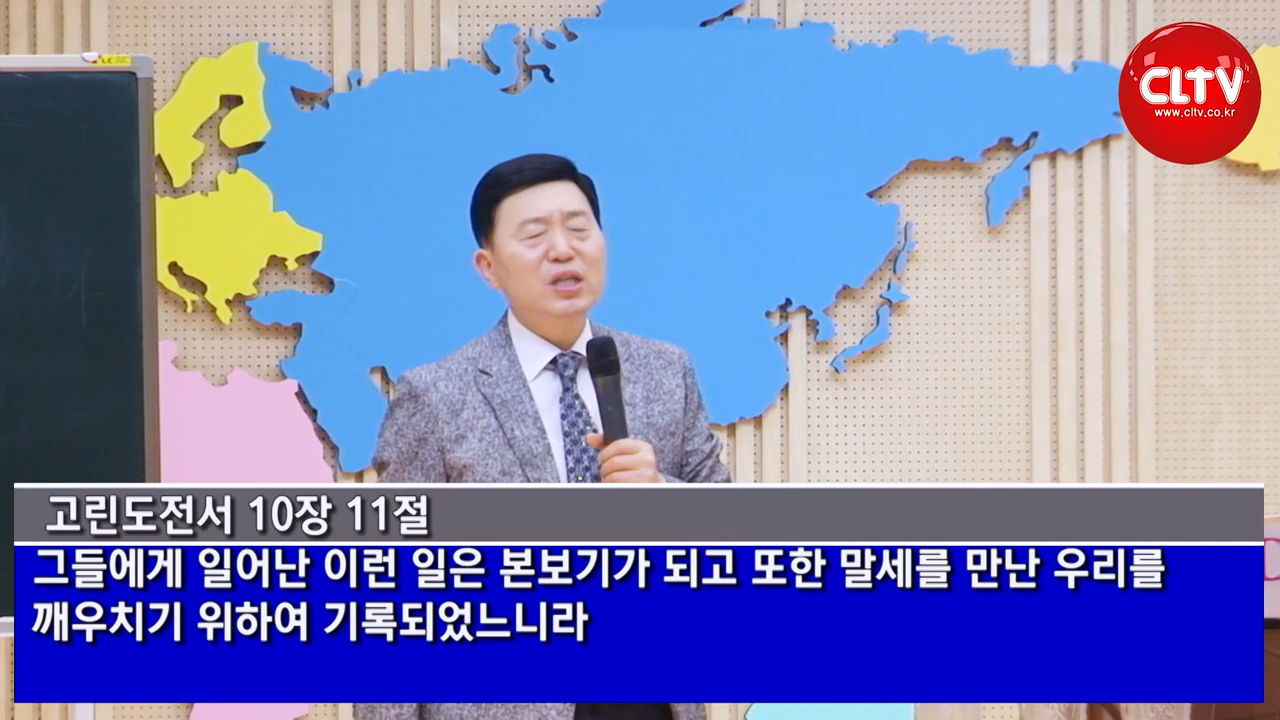 CLTV
www.cltv.co.kr
고린도전서 10장 11절
그들에게 일어난 이런 일은 본보기가 되고 또한 말세를 만난 우리를
깨우치기 위하여 기록되었느니라